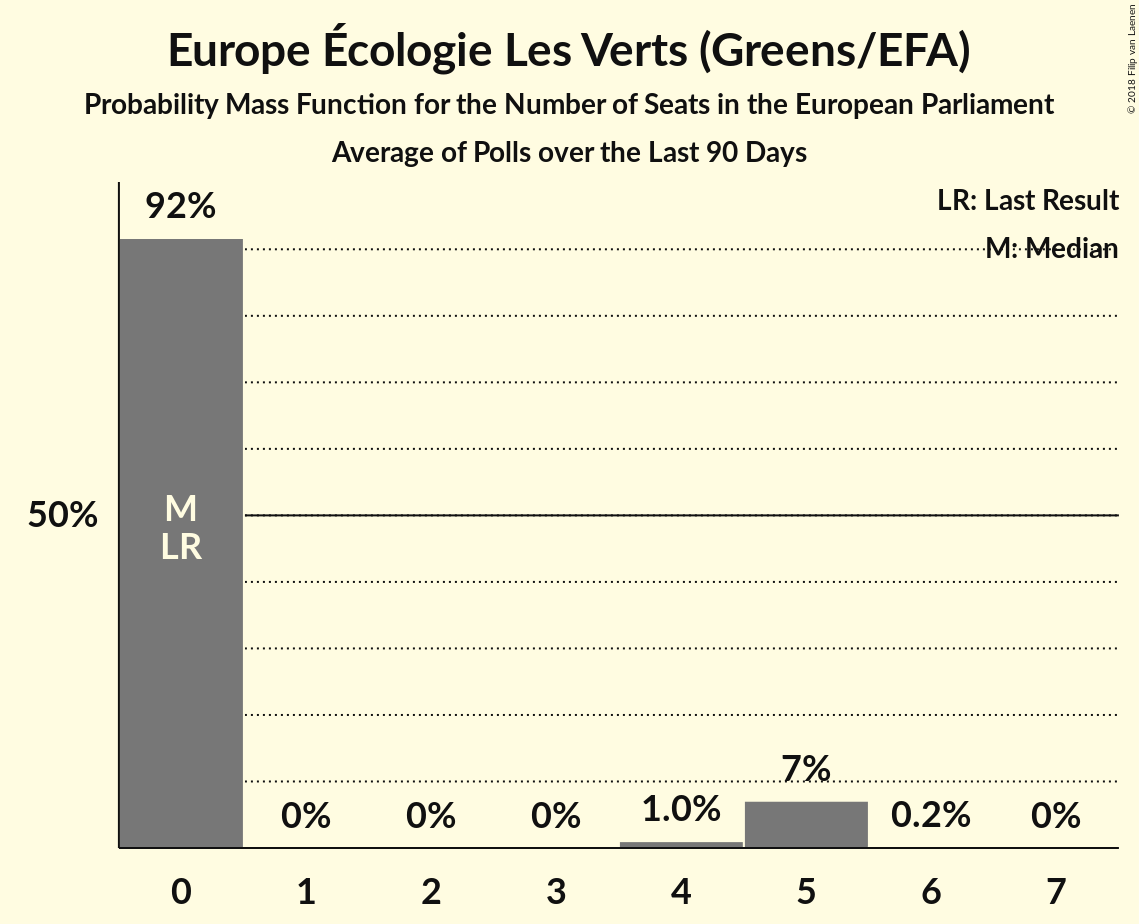 Europe Écologie Les Verts (Greens/EFA)
Probability Mass Function for the Number of Seats in the European Parliament
Average of Polls over the Last 90 Days
© 2018 Filip van Laenen
LR: Last Result
M: Median
92%
50%
M
LR
0%
0%
0%
1.0%
7%
0.2%
0%
0
1
2
3
4
5
6
7